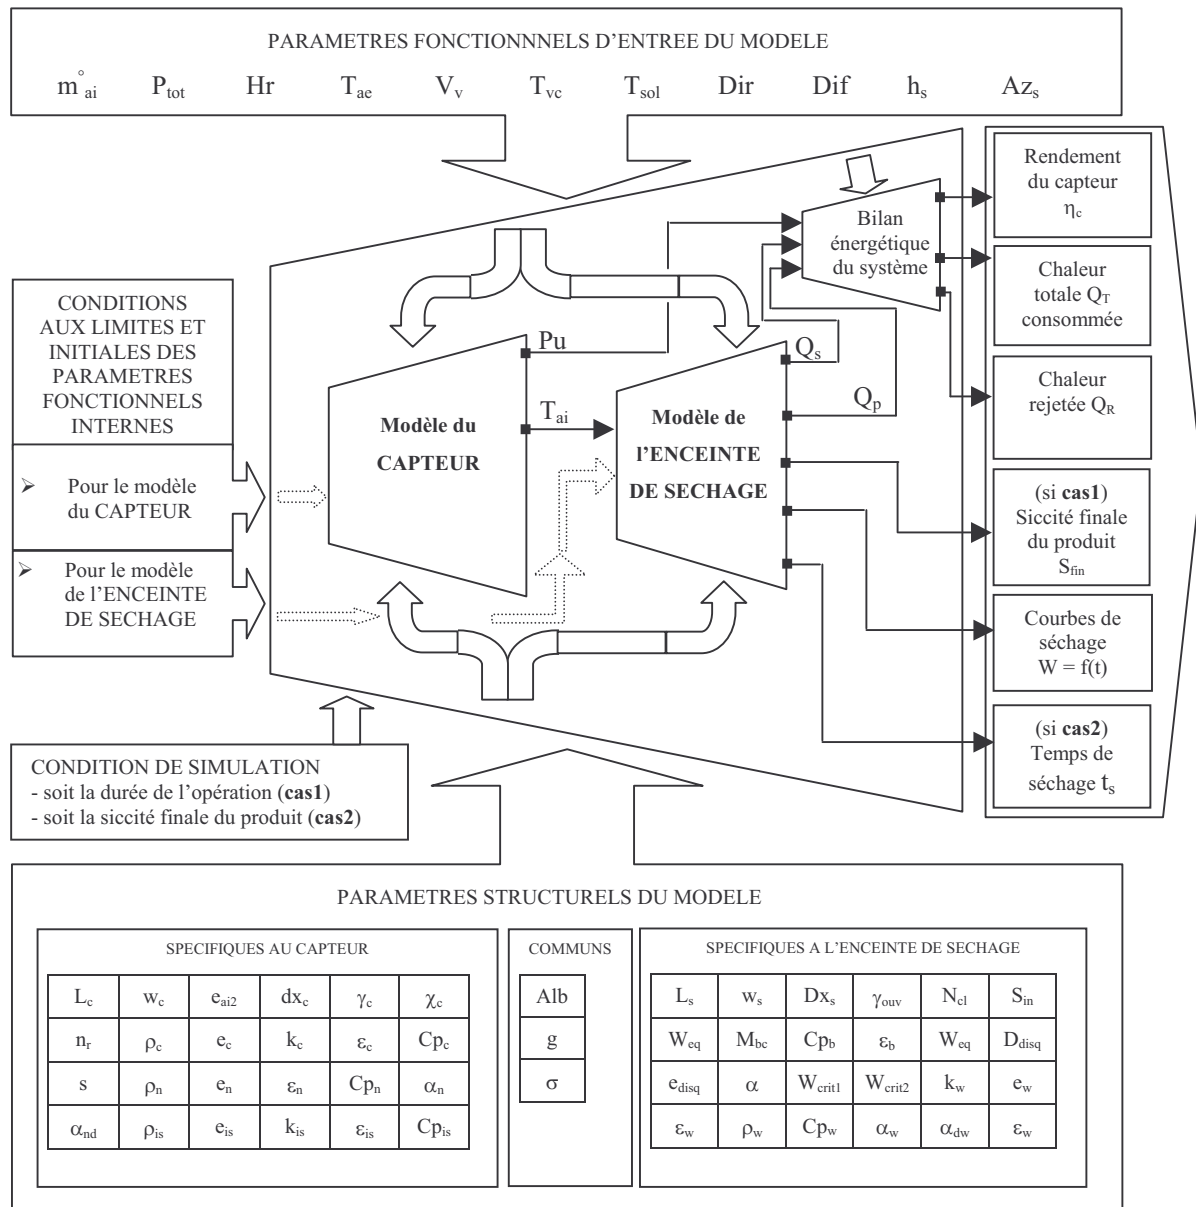 PARAMETRES FONCTIONNNELS D'ENTREE DU MODELE
m°ai Ptot Hr Tae Vv Tvc Tsol Dir Dif hs Azs
CONDITIONS
AUX LIMITES ET
INITIALES DES
PARAMETRES
FONCTIONNELS
INTERNES
➢ Pour le modèle
du CAPTEUR
➢ Pour le modèle
de l'ENCEINTE
DE SECHAGE
CONDITION DE SIMULATION
- soit la durée de l'opération (cas1)
- soit la siccité finale du produit (cas2)
Modèle du
CAPTEUR
Pu
Tai
Modèle de
l'ENCEINTE
DE SECHAGE
Qs
Qp
Bilan
énergétique
du système
Rendement
du capteur
ηc
Chaleur
totale QT
consommée
Chaleur
rejetée QR
(si cas1)
Siccité finale
du produit
Sfin
Courbes de
séchage
W = f(t)
(si cas2)
Temps de
séchage ts
PARAMETRES STRUCTURELS DU MODELE
SPECIFIQUES AU CAPTEUR
Lc wc eai2 dxc γc χc
nr ρc ec kc εc Cpc
s ρn en εn Cpn αn
αnd ρis eis kis εis Cpis
COMMUNS
Alb
g
σ
SPECIFIQUES A L'ENCEINTE DE SECHAGE
Ls ws Dxs γouv Ncl Sin
Weq Mbc Cpb εb Weq Ddisq
edisq α Wcrit1 Wcrit2 kw ew
εw ρw Cpw αw αdw εw